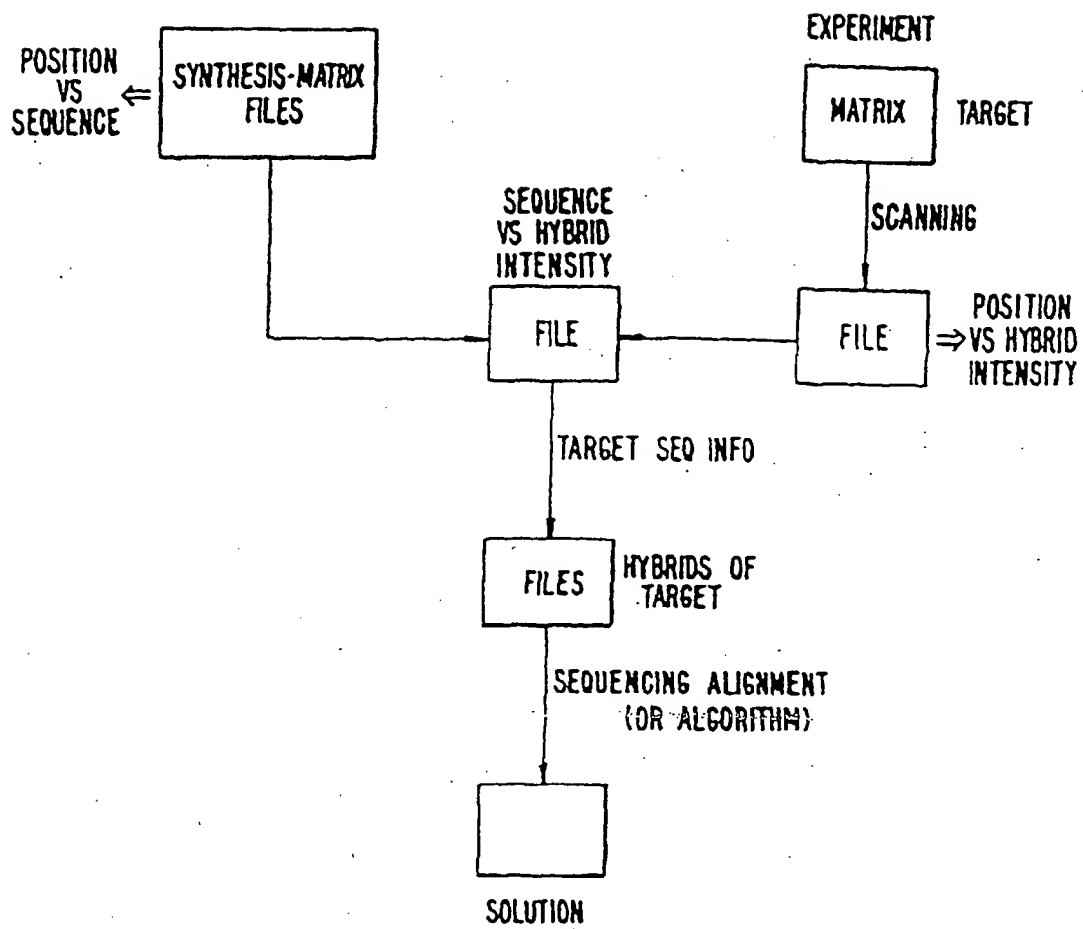 EXPERIMENT
POSITION
VS
SEQUENCE
⇐
SYNTHESIS-MATRIX
FILES
MATRIX
TARGET
SCANNING
SEQUENCE
VS HYBRID
INTENSITY
FILE
FILE
⇒
POSITION
VS HYBRID
INTENSITY
TARGET SEQ INFO
FILES
HYBRIDS OF
TARGET
SEQUENCING ALIGNMENT
(OR ALGORITHM)
SOLUTION